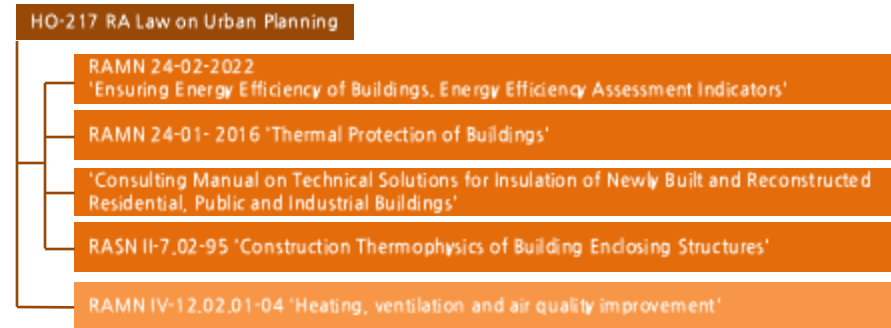 HO-217 RA Law on Urban Planning
RAMN 24-02-2022
'Ensuring Energy Efficiency of Buildings. Energy Efficiency Assessment Indicators'
RAMN 24-01- 2016 'Thermal Protection of Buildings'
'Consulting Manual on Technical Solutions for Insulation of Newly Built and Reconstructed
Residential, Public and Industrial Buildings'
RASN II-7.02-95 'Construction Thermophysics of Building Enclosing Structures'
RAMN IV-12.02.01-04 'Heating, ventilation and air quality improvement'